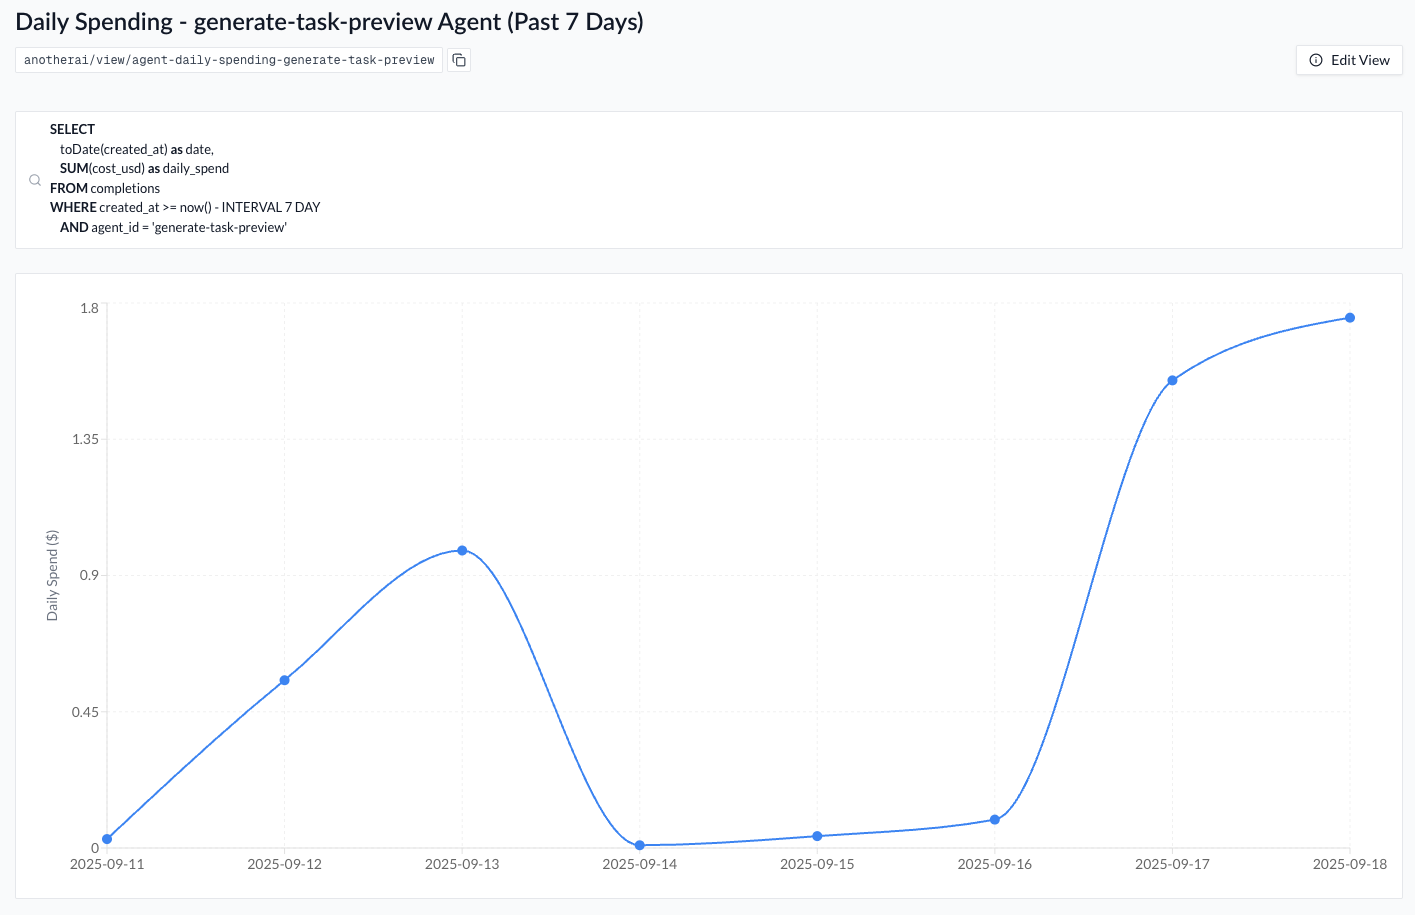 Daily Spending - generate-task-preview Agent (Past 7 Days)
anotherai/view/agent-daily-spending-generate-task-preview
Edit View
SELECT
toDate(created_at) as date,
SUM(cost_usd) as daily_spend
FROM completions
WHERE created_at >= now() - INTERVAL 7 DAY
AND agent_id = 'generate-task-preview'
1.8
1.35
0.9
0.45
0
Daily Spend ($)
2025-09-11
2025-09-12
2025-09-13
2025-09-14
2025-09-15
2025-09-16
2025-09-17
2025-09-18